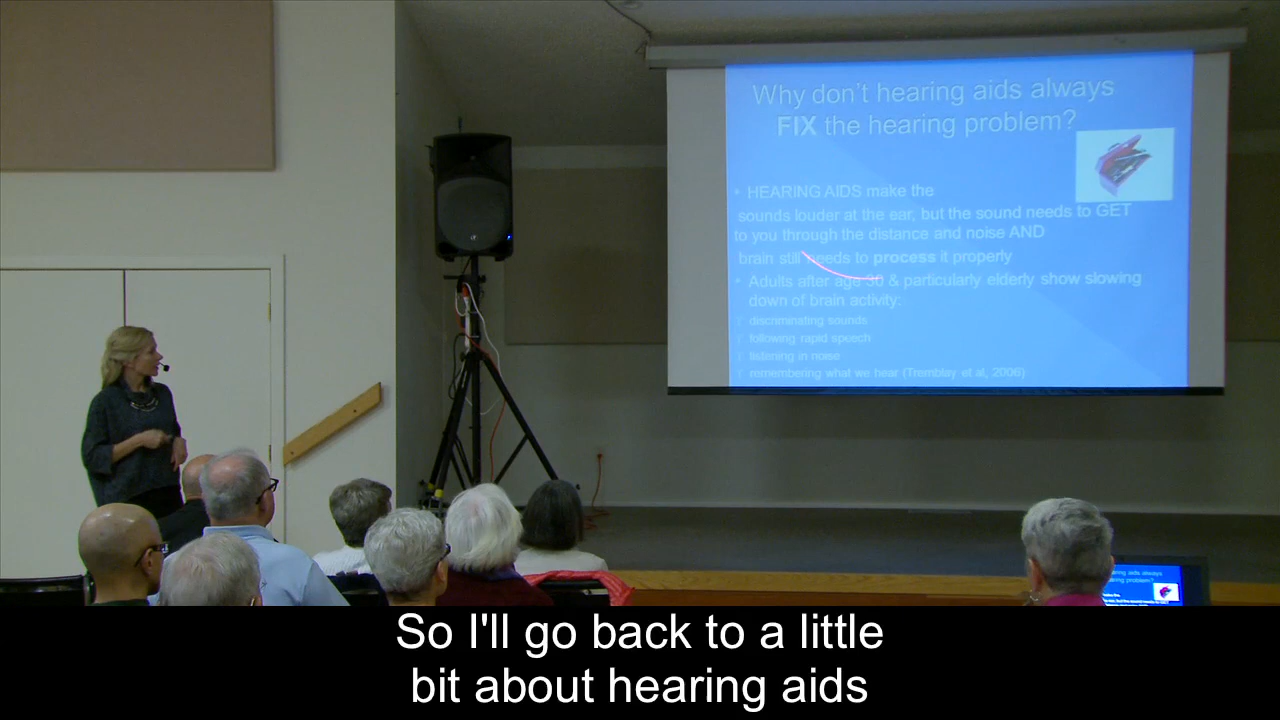 Why don't hearing aids always
FIX the hearing problem?
• HEARING AIDS make the
sounds louder at the ear, but the sound needs to GET
to you through the distance and noise AND
brain still needs to process it properly
• Adults after age 30 & particularly elderly show slowing
down of brain activity:
discriminating sounds
following rapid speech
listening in noise
remembering what we hear (Tremblay et al, 2006)
So I'll go back to a little
bit about hearing aids